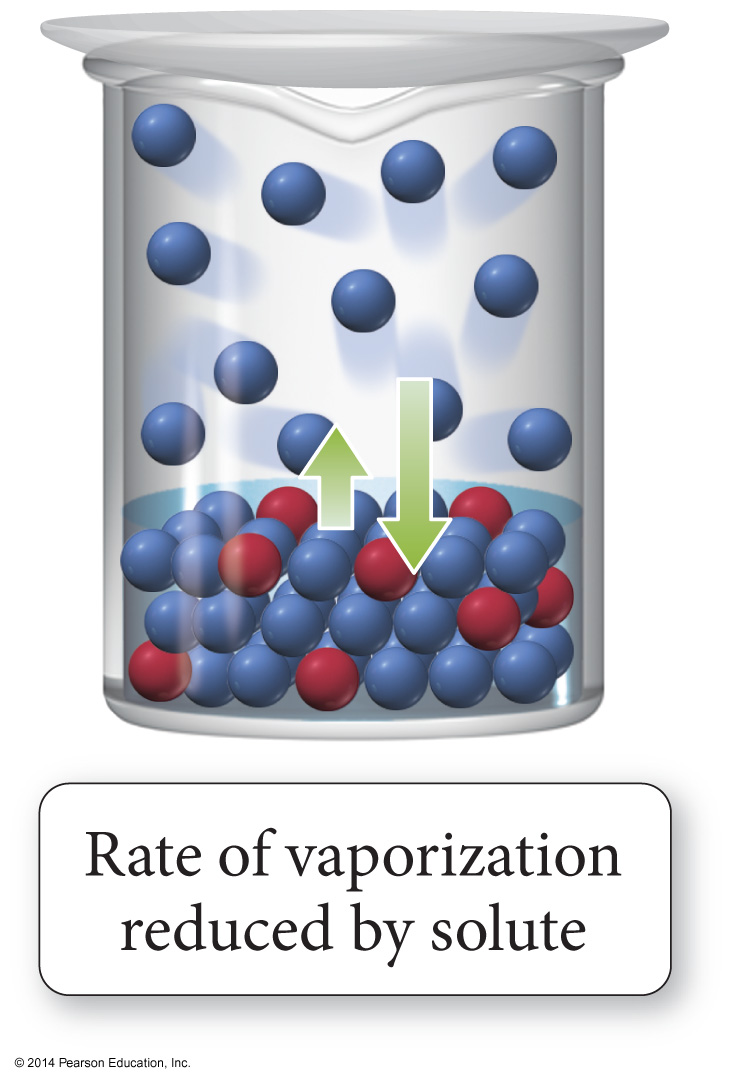 Rate of vaporization
reduced by solute
© 2014 Pearson Education, Inc.